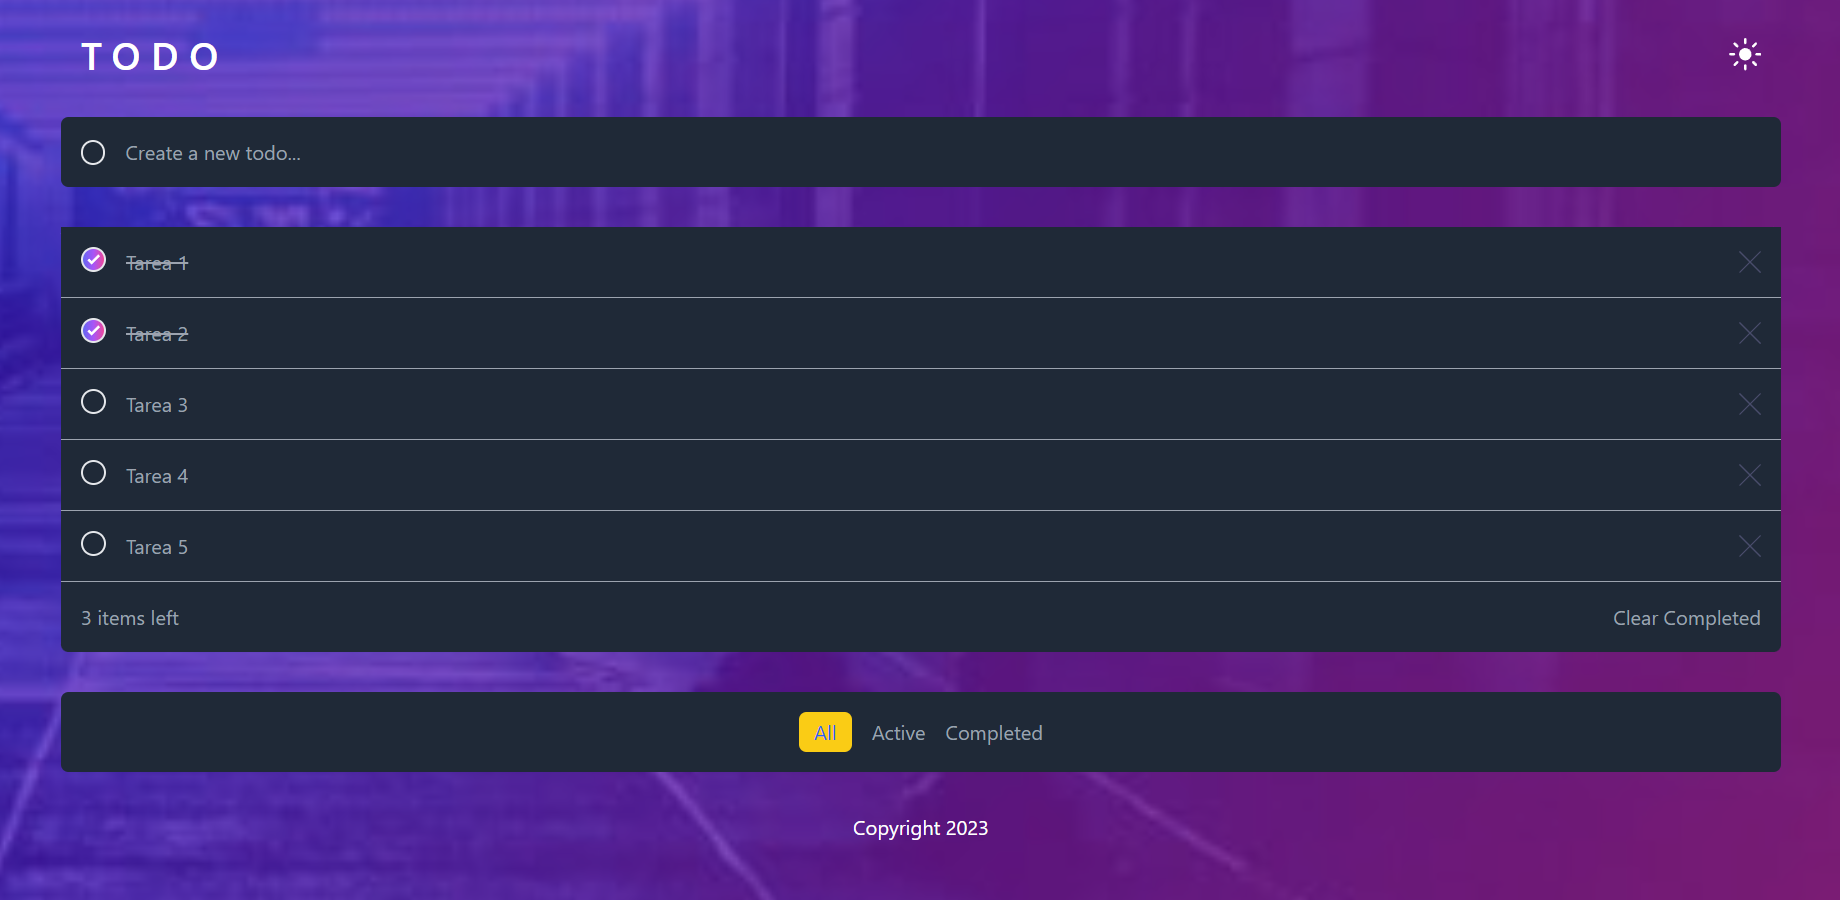 TODO
Create a new todo...
Tarea 1
Tarea 2
Tarea 3
Tarea 4
Tarea 5
3 items left Clear Completed
All Active Completed
Copyright 2023